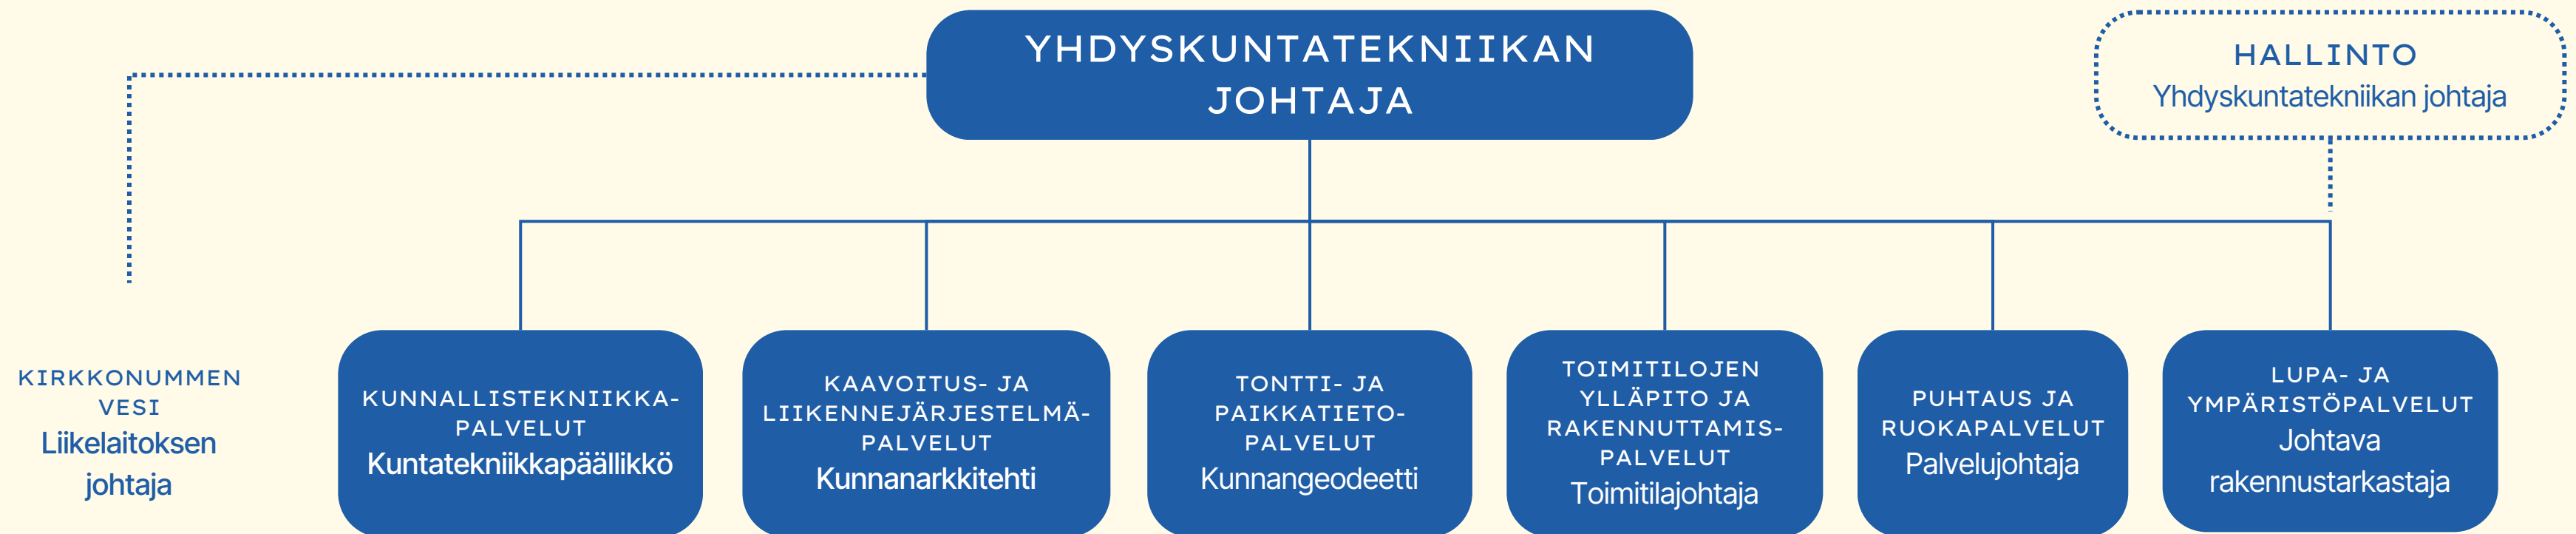 YHDYSKUNTATEKNIIKAN
JOHTAJA
HALLINTO
Yhdyskuntatekniikan johtaja
KIRKKONUMMEN
VESI
Liikelaitoksen
johtaja
KUNNALLISTEKNIIKKA-
PALVELUT
Kuntatekniikkapäällikkö
KAAVOITUS- JA
LIIKENNEJÄRJESTELMÄ-
PALVELUT
Kunnanarkkitehti
TONTTI- JA
PAIKKATIETO-
PALVELUT
Kunnangeodeetti
TOIMITILOJEN
YLLÄPITO JA
RAKENNUTTAMIS-
PALVELUT
Toimitilajohtaja
PUHTAUS JA
RUOKAPALVELUT
Palvelujohtaja
LUPA- JA
YMPÄRISTÖPALVELUT
Johtava
rakennustarkastaja